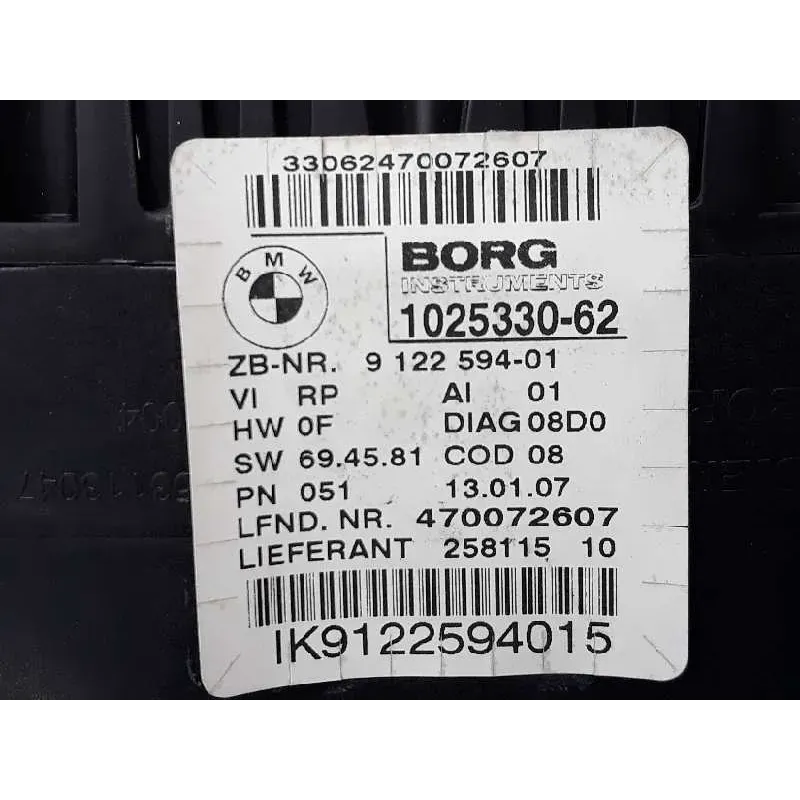 33062470072607
BMW
BORG
INSTRUMENTS
1025330-62
ZB-NR. 9 122 594-01
VI RP AI 01
HW 0F DIAG 08D0
SW 69.45.81 COD 08
PN 051 13.01.07
LFND. NR. 470072607
LIEFERANT 258115 10
IK9122594015